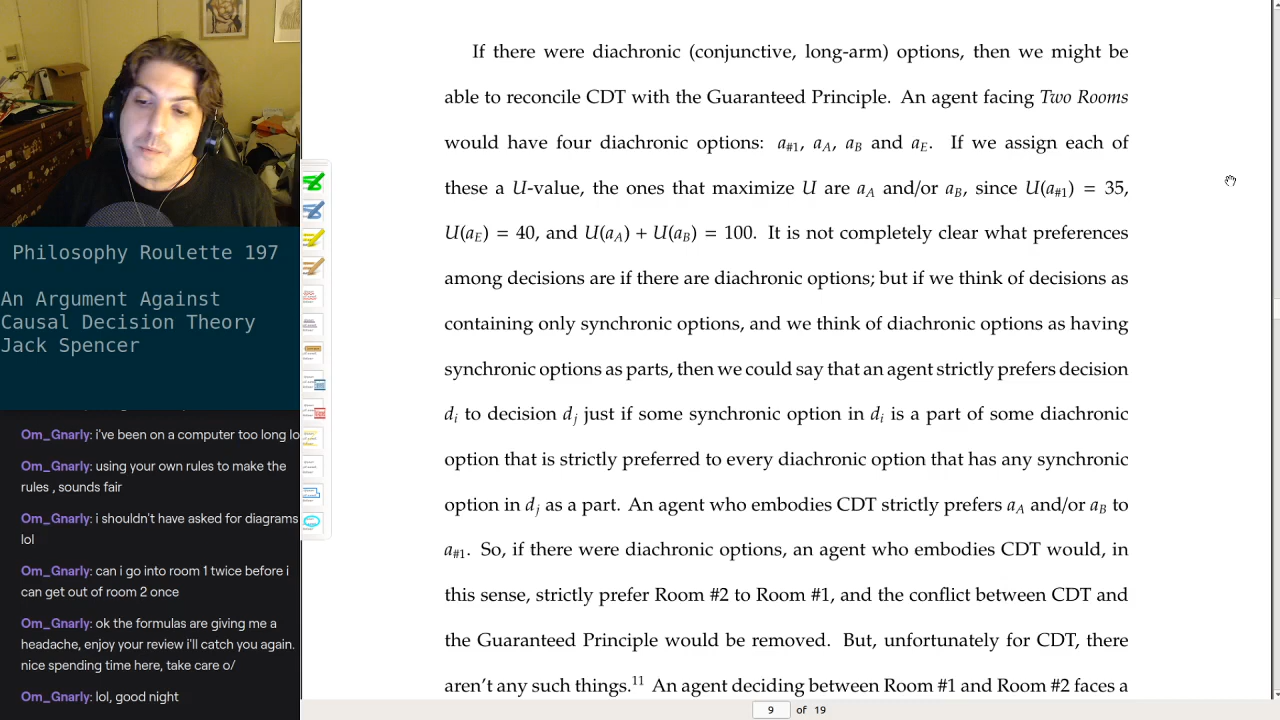 Philosophy Roulette 197
An Argument Against
Causal Decision Theory
Jack Spencer
Om_Gnarly: i've been on a computer too long lo
Om_Gnarly: using your own rules to make the
rules, sounds fair
Om_Gnarly: i shouldn't have asked for diagrams
lol
Om_Gnarly: can i go into room 1 twice before i
can get out of room 2 once
Om_Gnarly: ok the formulas are giving me a
headache, enjoy your review i'll catch you again.
nice spending time here, take care o/
Om_Gnarly: lol, good night
If there were diachronic (conjunctive, long-arm) options, then we might be
able to reconcile CDT with the Guaranteed Principle. An agent facing Two Rooms
would have four diachronic options: a#1, aA, aB and aE. If we assign each of
these a U-value, the ones that maximize U are aA and/or aB, since U(a#1) = 35,
U(aE) = 40, and U(aA) + U(aB) = 100. It is not completely clear what preferences
among decisions are if there are diachronic options; but if we think of decisions as
containing only synchronic options, and we think of diachronic options as having
synchronic options as parts, then we could say that an agent strictly prefers decision
di to decision dj just if some synchronic option in di is a part of some diachronic
option that is strictly preferred to every diachronic option that has any synchronic
option in dj as a part. An agent who embodies CDT strictly prefers aA and/or aB to
a#1. So, if there were diachronic options, an agent who embodies CDT would, in
this sense, strictly prefer Room #2 to Room #1, and the conflict between CDT and
the Guaranteed Principle would be removed. But, unfortunately for CDT, there
aren't any such things.11 An agent deciding between Room #1 and Room #2 faces a
9 of 19